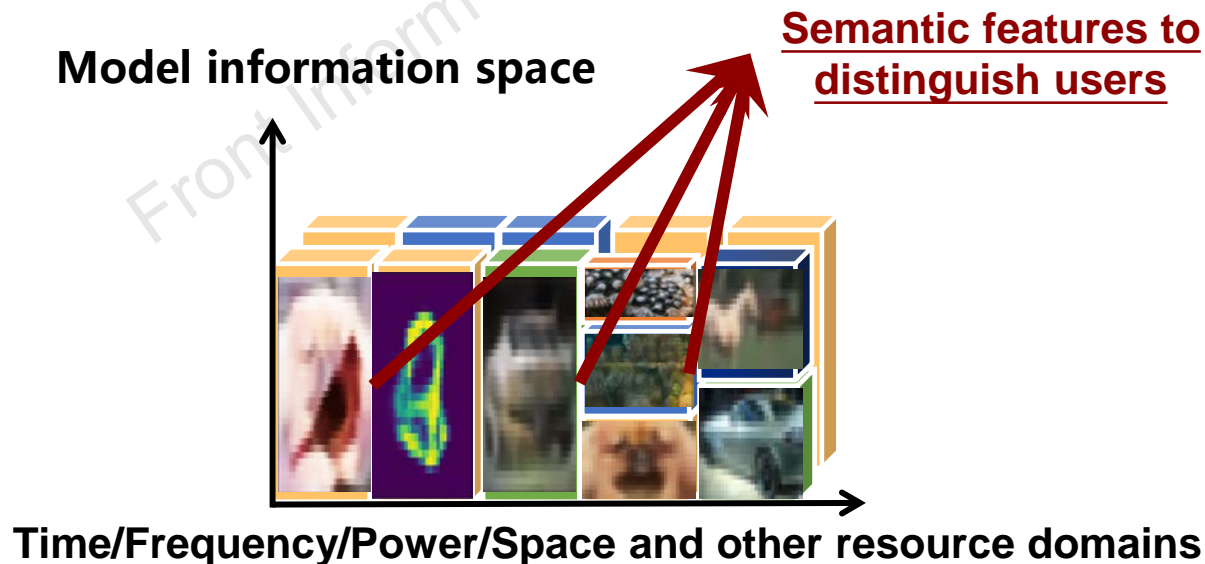 Semantic features to
distinguish users
Model information space
Front Inform
Time/Frequency/Power/Space and other resource domains